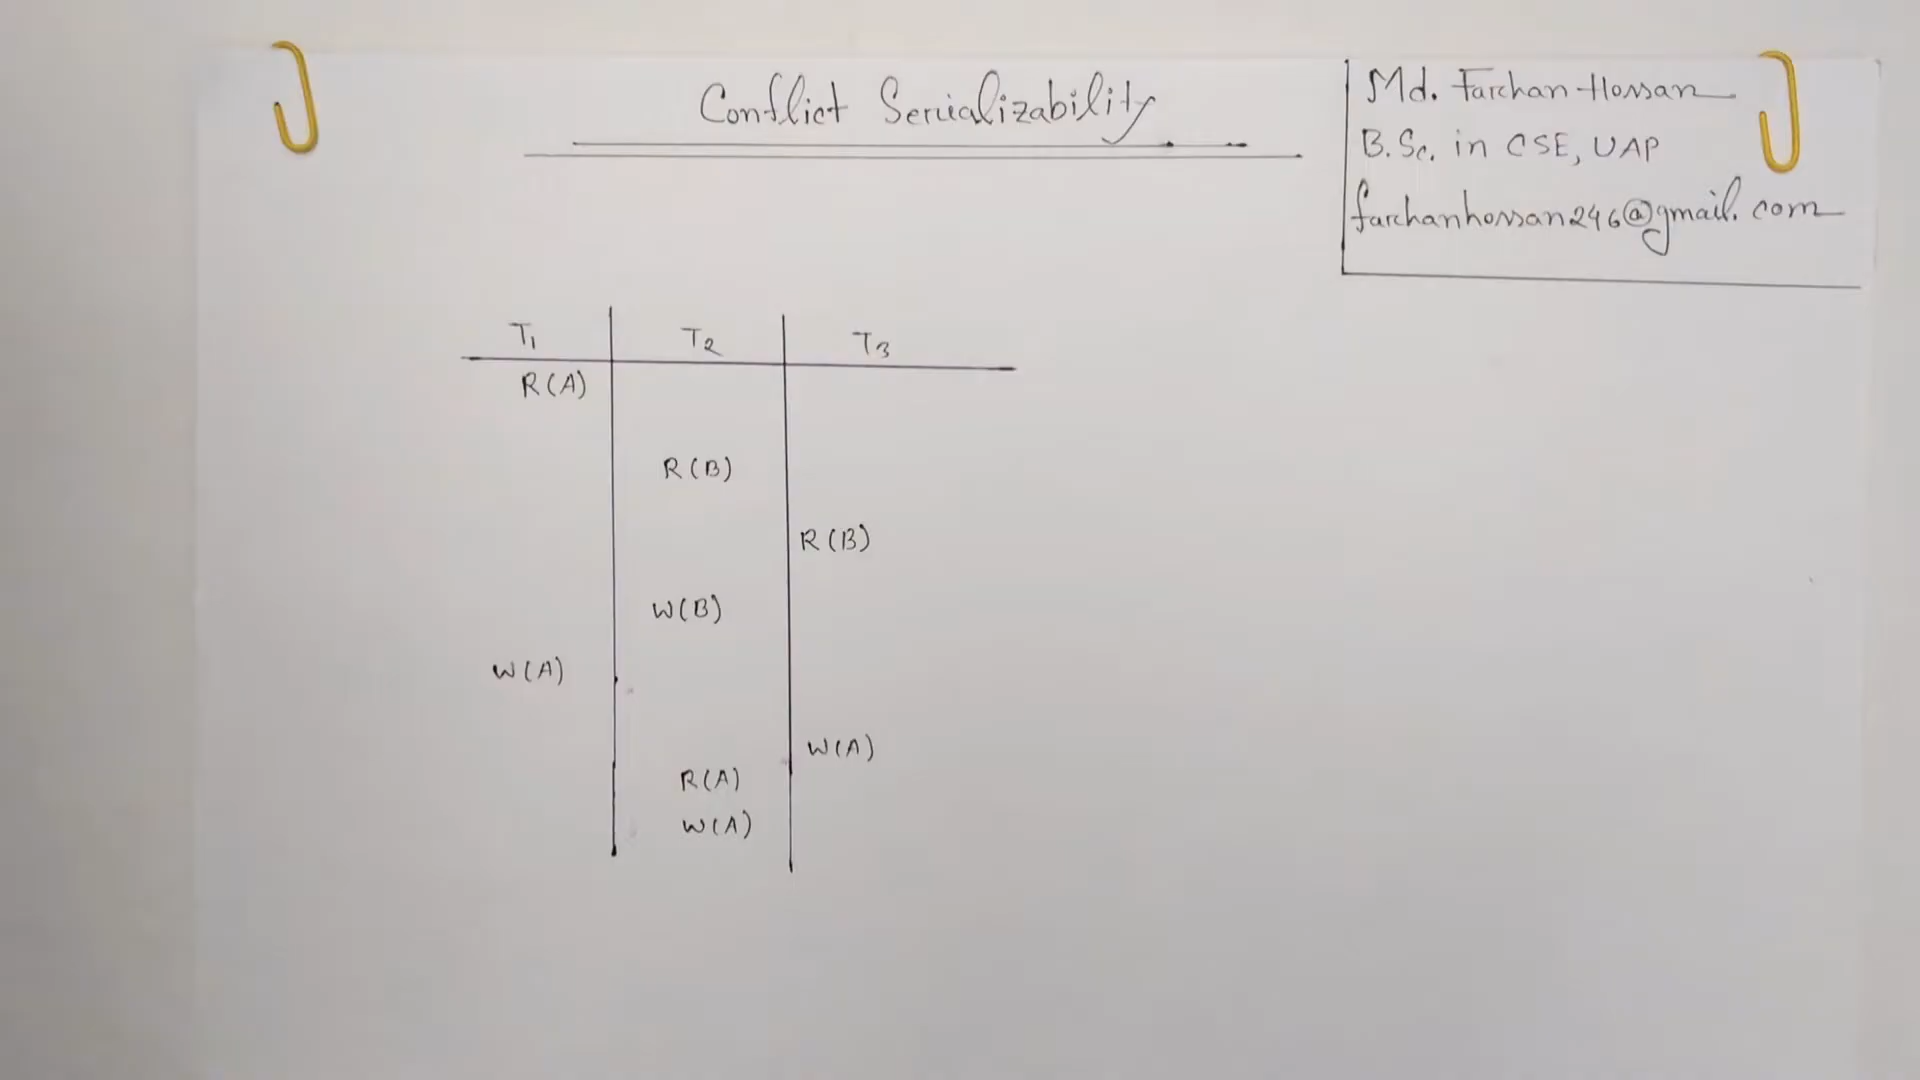 Conflict Serializability
Md. Farhan Hossan
B.Sc. in CSE, UAP
farhanhossan246@gmail.com
T1 T2 T3
R(A)
R(B)
R(B)
W(B)
W(A)
W(A)
R(A)
W(A)